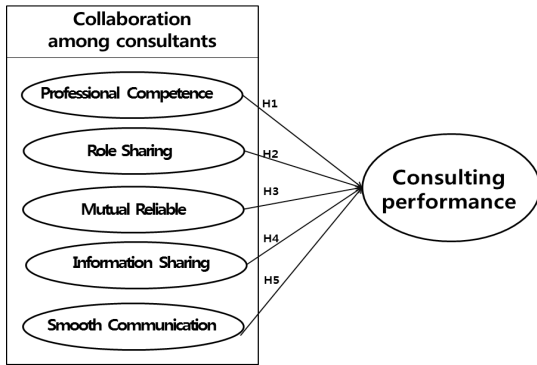 Collaboration
among consultants
Professional Competence
H1
Role Sharing
H2
Mutual Reliable
H3
Information Sharing
H4
Smooth Communication
H5
Consulting
performance